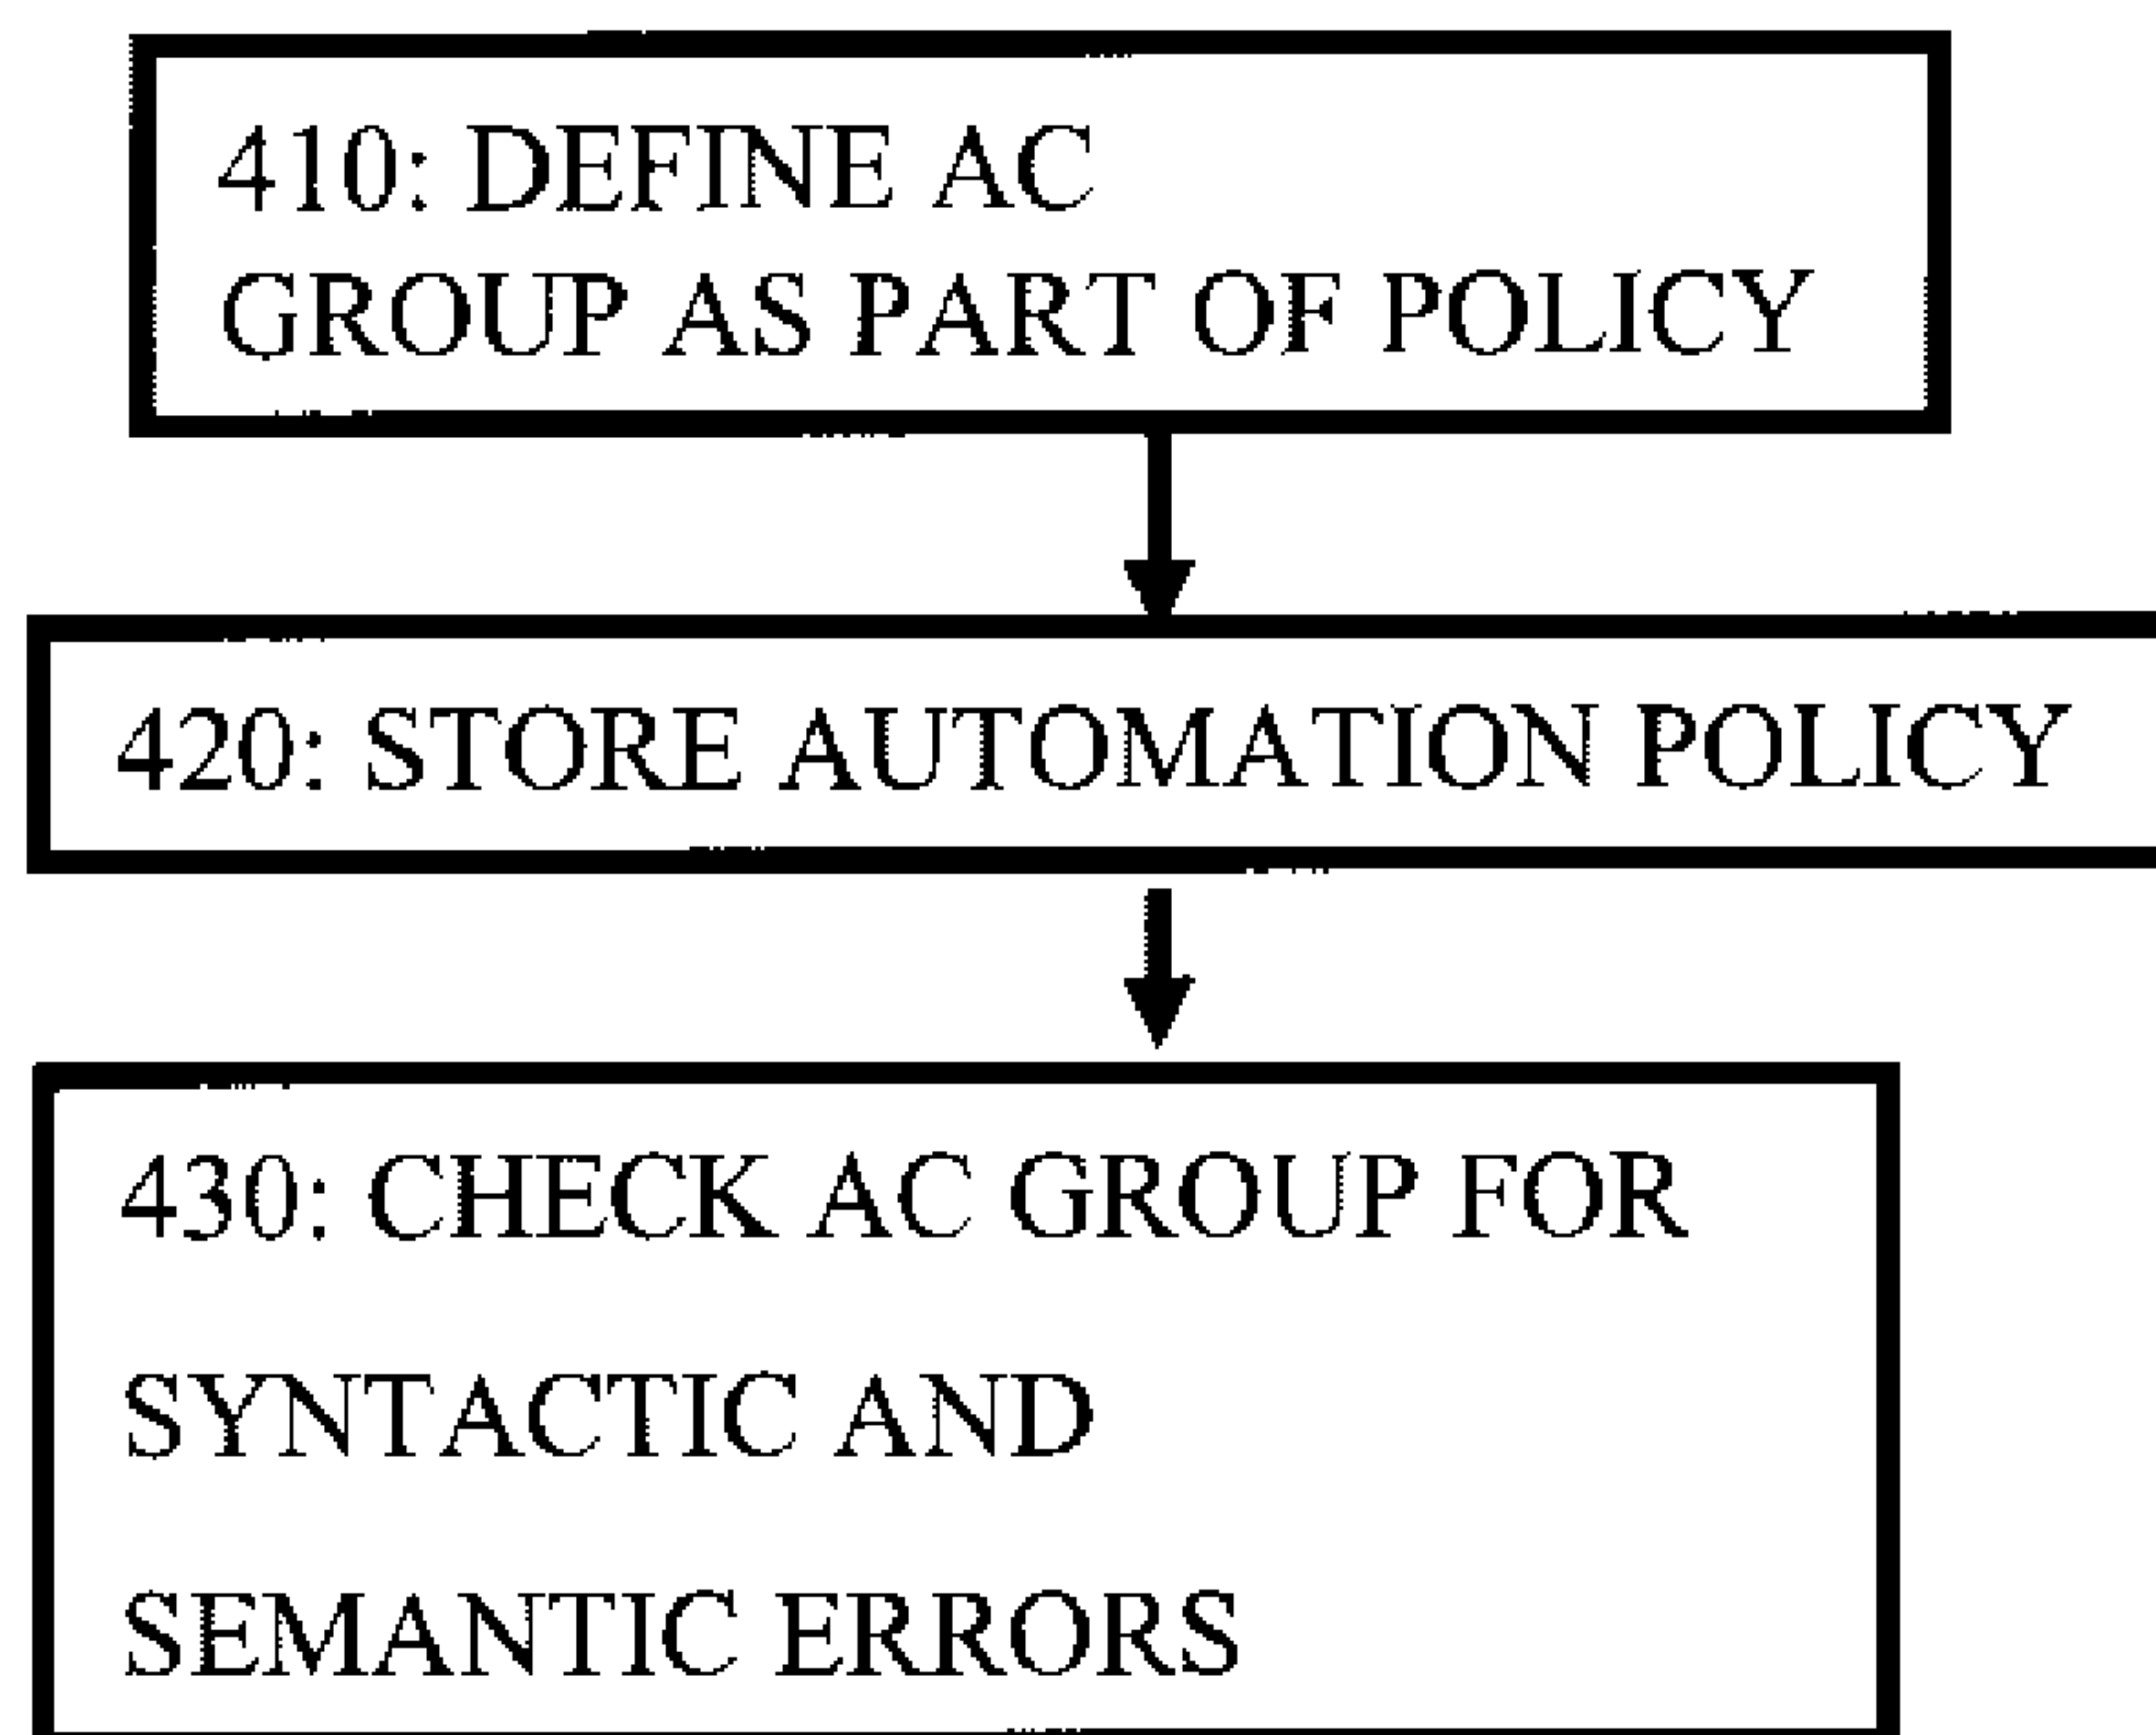 410: DEFINE AC
GROUP AS PART OF POLICY
420: STORE AUTOMATION POLICY
430: CHECK AC GROUP FOR
SYNTACTIC AND
SEMANTIC ERRORS